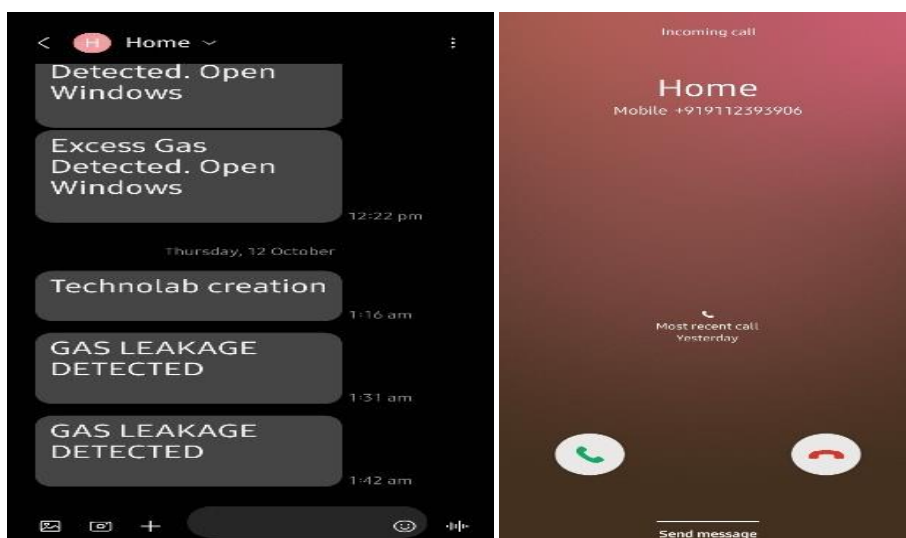 H Home
Detected. Open
Windows
Excess Gas
Detected. Open
Windows
12:22 pm
Thursday, 12 October
Technolab creation
1:16 am
GAS LEAKAGE
DETECTED
1:31 am
GAS LEAKAGE
DETECTED
1:42 am
Incoming call
Home
Mobile +919112393906
Most recent call
Yesterday
Send message